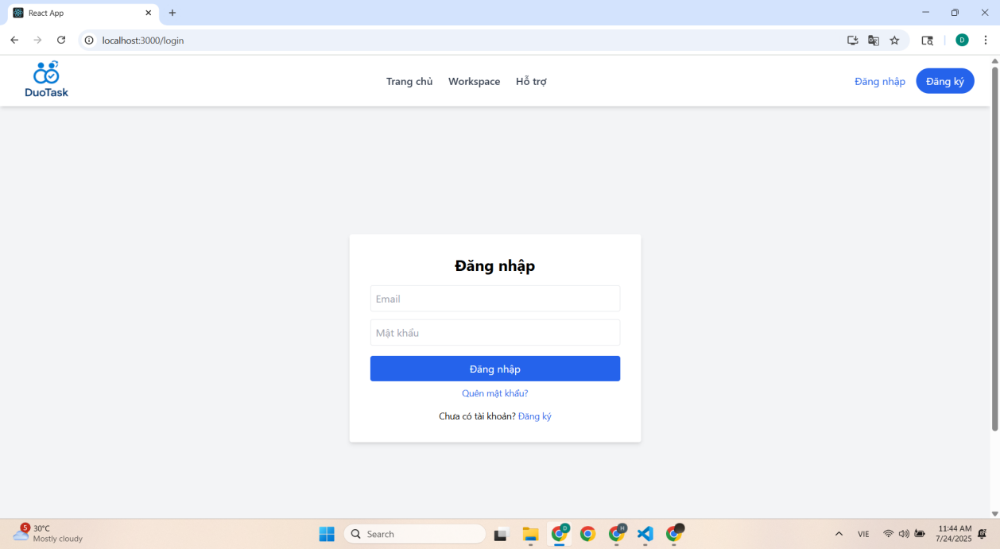 React App
localhost:3000/login
D
DuoTask
Trang chủ
Workspace
Hỗ trợ
Đăng nhập
Đăng ký
Đăng nhập
Email
Mật khẩu
Đăng nhập
Quên mật khẩu?
Chưa có tài khoản? Đăng ký
5
30°C
Mostly cloudy
Search
D
H
VIE
11:44 AM
7/24/2025